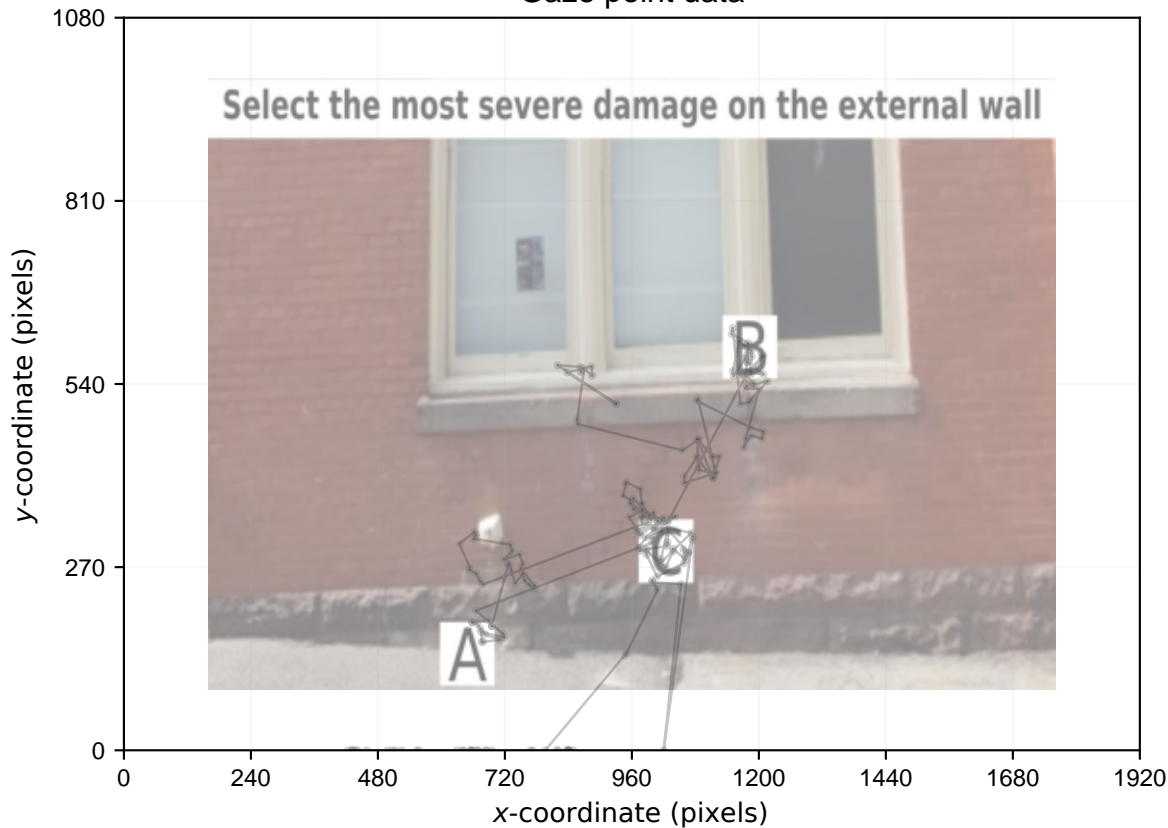 Gaze point data
1080
810
540
270
0
y-coordinate (pixels)
Select the most severe damage on the external wall
B
C
A
0 240 480 720 960 1200 1440 1680 1920
x-coordinate (pixels)